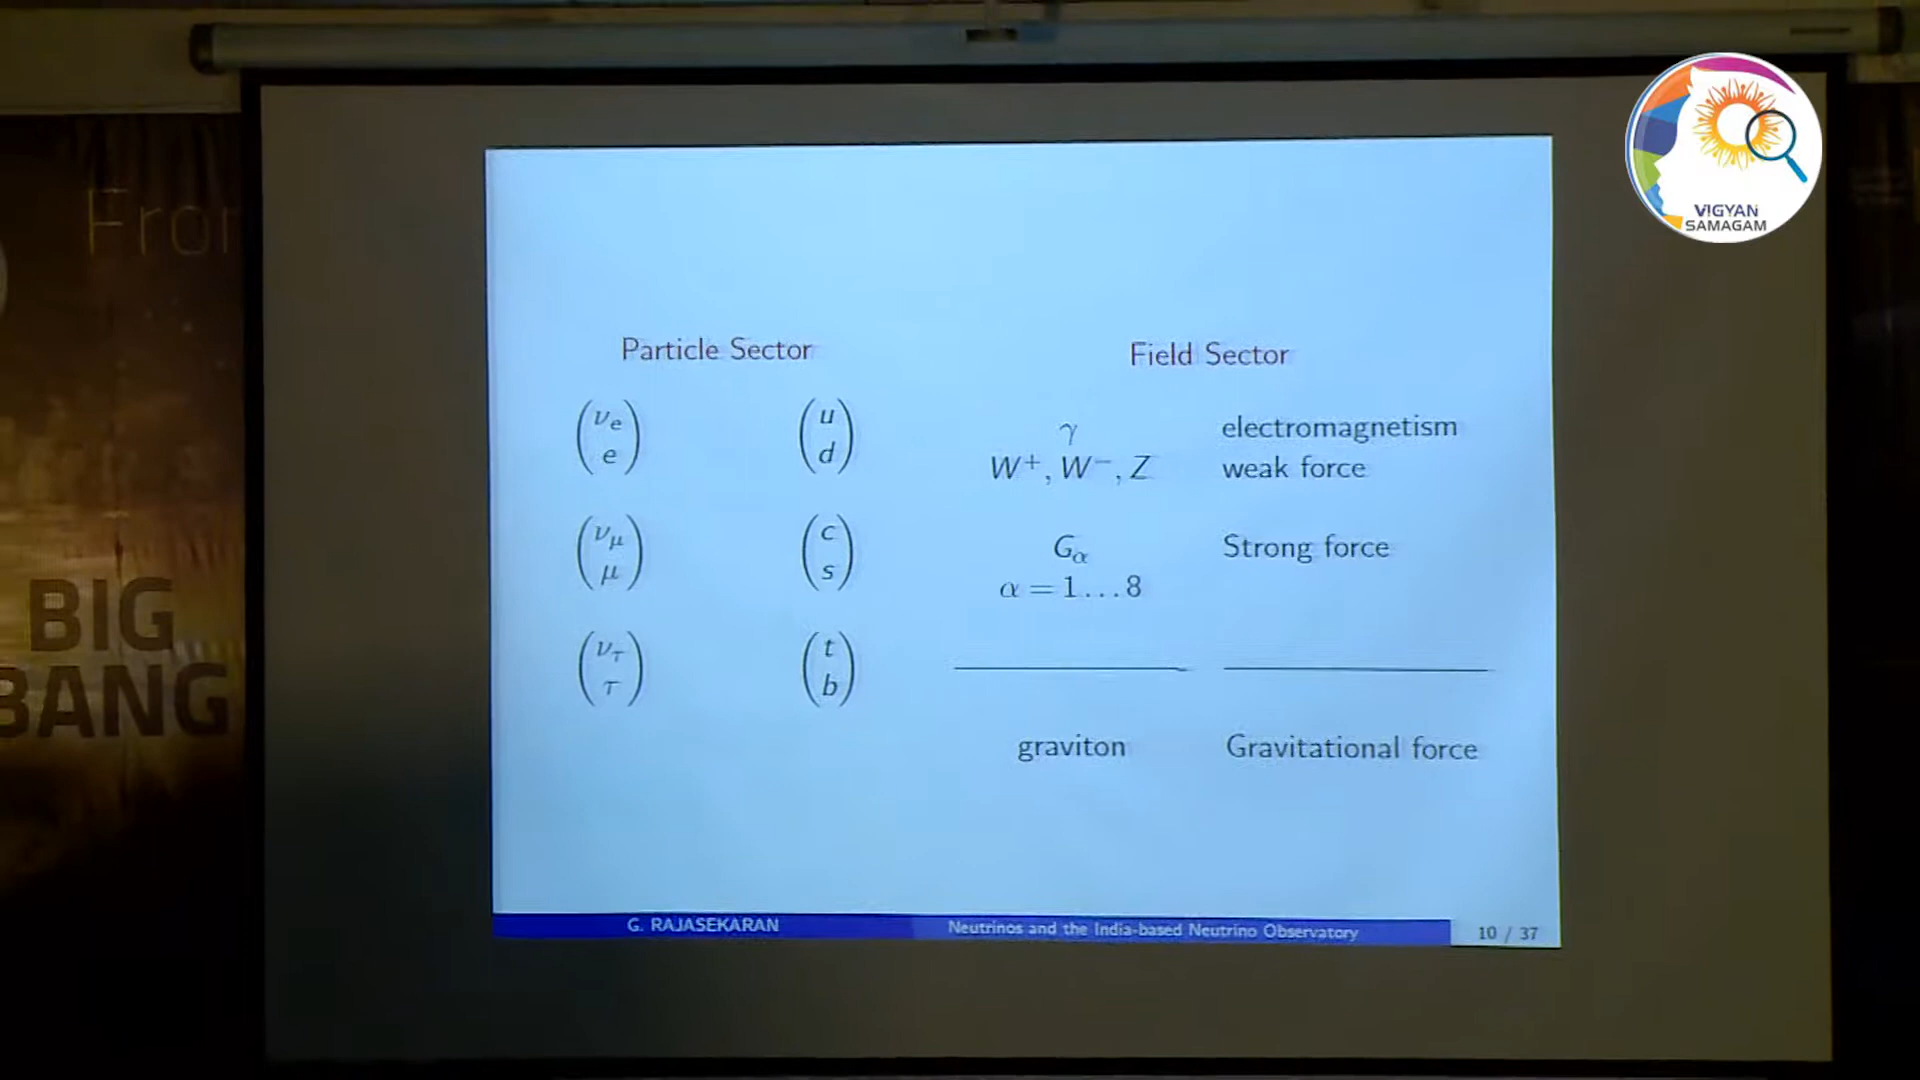 VIGYAN
SAMAGAM
Fro
BIG
BANG
Particle Sector
Field Sector
ν_e
e
u
d
γ
electromagnetism
W⁺, W⁻, Z
weak force
ν_μ
μ
c
s
G_α
Strong force
α = 1...8
ν_τ
τ
t
b
graviton
Gravitational force
G. RAJASEKARAN
Neutrinos and the India-based Neutrino Observatory
10 / 37